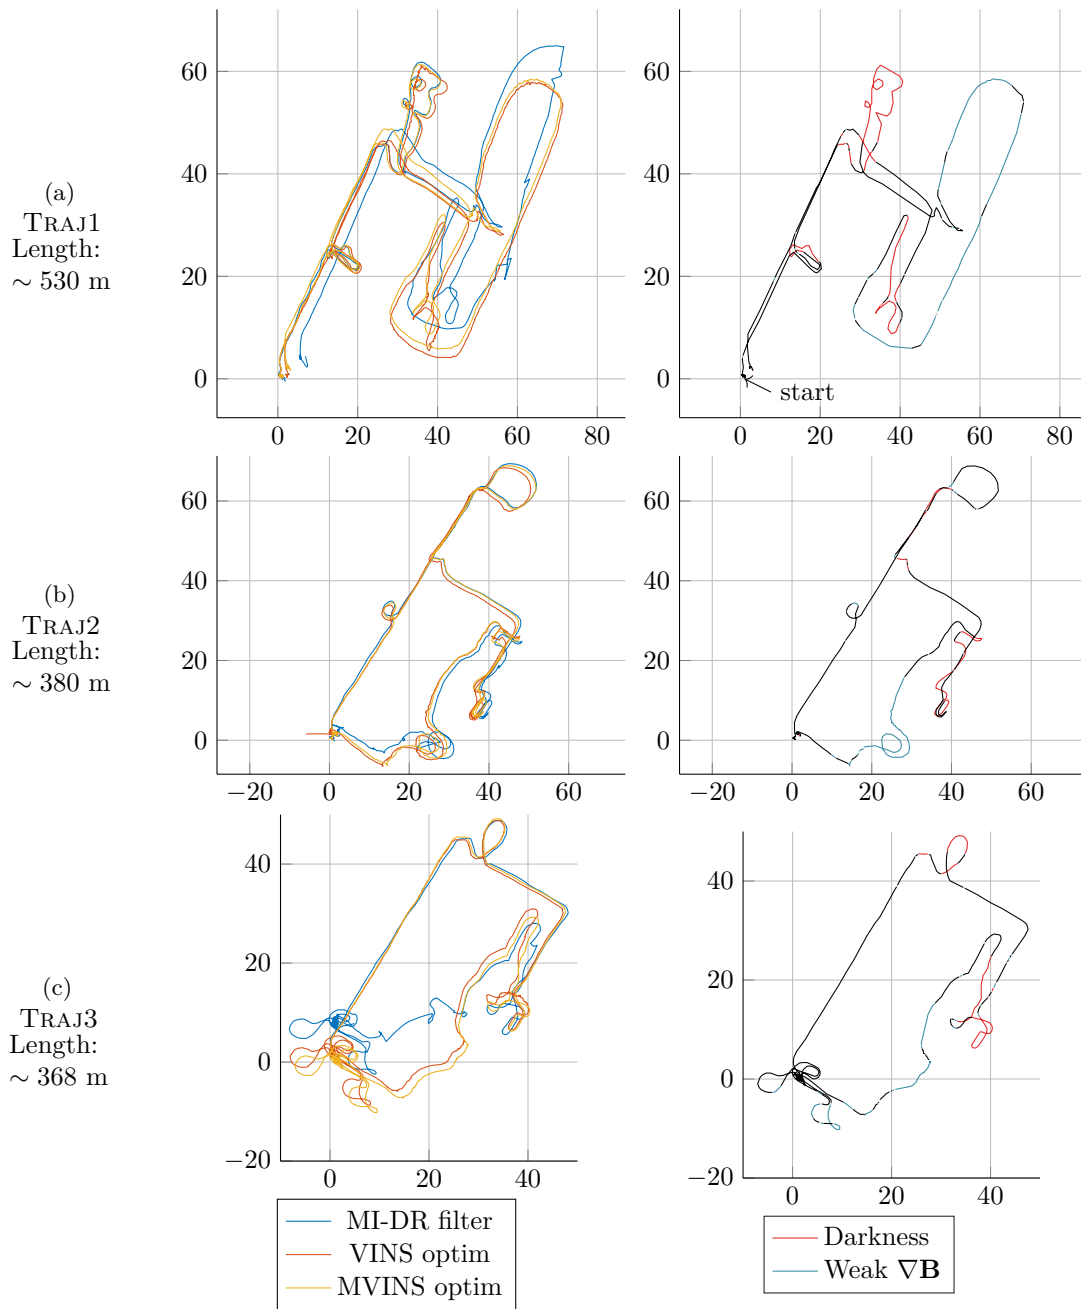 (a)
TRAJ1
Length:
~ 530 m
60
40
20
0
0 20 40 60 80
60
40
20
0
start
0 20 40 60 80
(b)
TRAJ2
Length:
~ 380 m
60
40
20
0
−20 0 20 40 60
60
40
20
0
−20 0 20 40 60
(c)
TRAJ3
Length:
~ 368 m
40
20
0
−20
0 20 40
40
20
0
−20
0 20 40
MI-DR filter
VINS optim
MVINS optim
Darkness
Weak ∇B